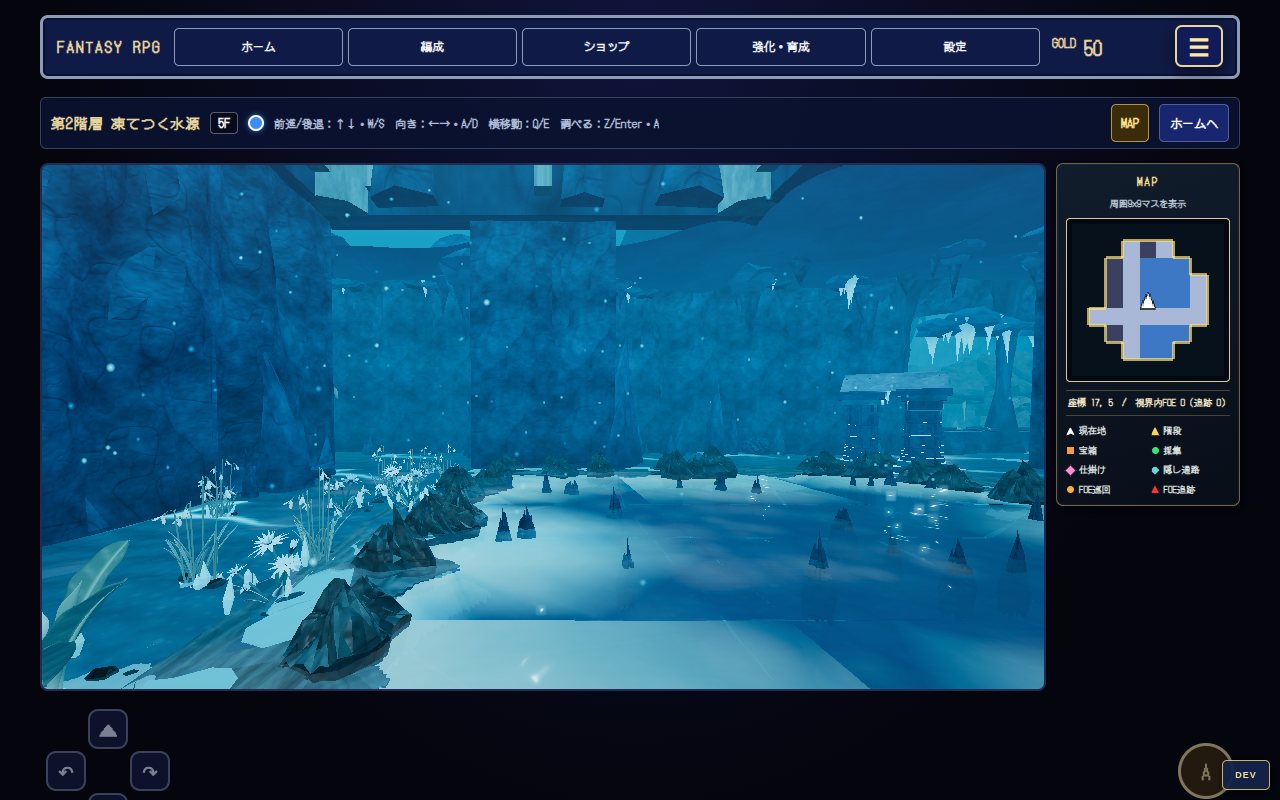 FANTASY RPG
ホーム
編成
ショップ
強化・育成
設定
GOLD 50
第2階層 凍てつく水源
5F
前進/後退：↑↓・W/S 向き：←→・A/D 横移動：Q/E 調べる：Z/Enter・A
MAP
ホームへ
MAP
周囲9x9マスを表示
座標 17, 5 / 視界内FOE 0 (追跡 0)
現在地
階段
宝箱
採集
仕掛け
隠し通路
FOE巡回
FOE追跡
A
DEV